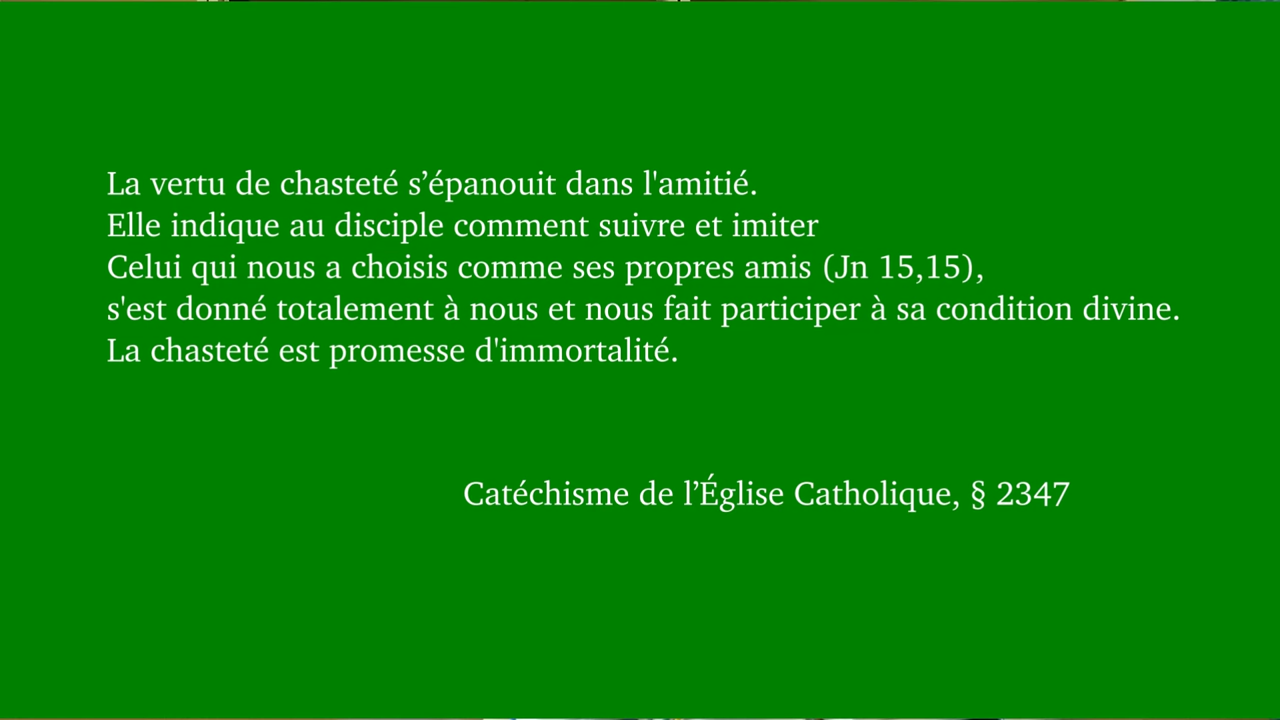 La vertu de chasteté s’épanouit dans l'amitié.
Elle indique au disciple comment suivre et imiter
Celui qui nous a choisis comme ses propres amis (Jn 15,15),
s'est donné totalement à nous et nous fait participer à sa condition divine.
La chasteté est promesse d'immortalité.
Catéchisme de l’Église Catholique, § 2347